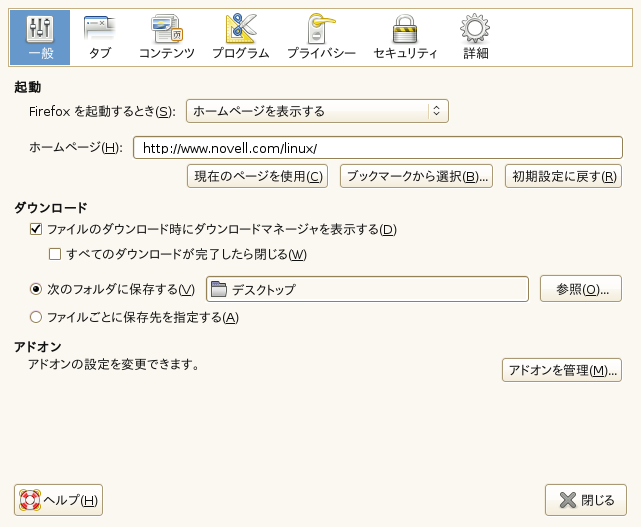 一般 タブ コンテンツ プログラム プライバシー セキュリティ 詳細
起動
Firefox を起動するとき(S): ホームページを表示する
ホームページ(H): http://www.novell.com/linux/
現在のページを使用(C) ブックマークから選択(B)... 初期設定に戻す(R)
ダウンロード
ファイルのダウンロード時にダウンロードマネージャを表示する(D)
すべてのダウンロードが完了したら閉じる(W)
次のフォルダに保存する(V) デスクトップ 参照(O)...
ファイルごとに保存先を指定する(A)
アドオン
アドオンの設定を変更できます。
アドオンを管理(M)...
ヘルプ(H) 閉じる